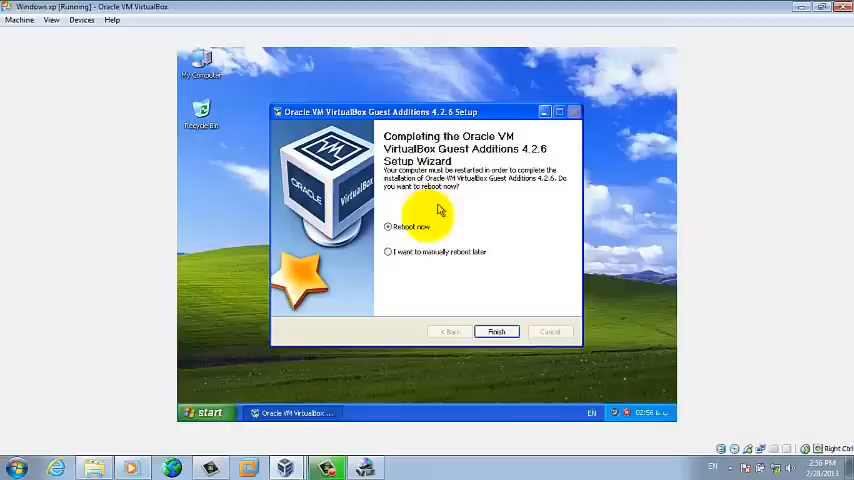 Windows xp [Running] - Oracle VM VirtualBox
Machine View Devices Help
My Computer
Recycle Bin
Oracle VM VirtualBox Guest Additions 4.2.6 Setup
Completing the Oracle VM
VirtualBox Guest Additions 4.2.6
Setup Wizard
Your computer must be restarted in order to complete the
installation of Oracle VM VirtualBox Guest Additions 4.2.6. Do
you want to reboot now?
ORACLE
VirtualBox
Reboot now
I want to manually reboot later
< Back Finish Cancel
start Oracle VM VirtualBox ... EN 02:56
Right Ctrl
EN 2:56 PM
2/28/2013